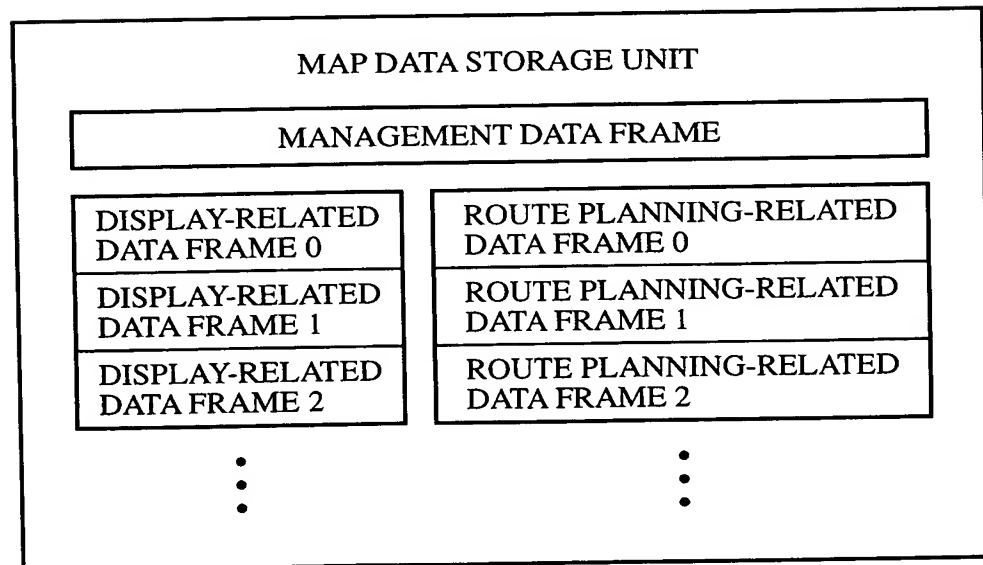 MAP DATA STORAGE UNIT
MANAGEMENT DATA FRAME
DISPLAY-RELATED
DATA FRAME 0
DISPLAY-RELATED
DATA FRAME 1
DISPLAY-RELATED
DATA FRAME 2
ROUTE PLANNING-RELATED
DATA FRAME 0
ROUTE PLANNING-RELATED
DATA FRAME 1
ROUTE PLANNING-RELATED
DATA FRAME 2